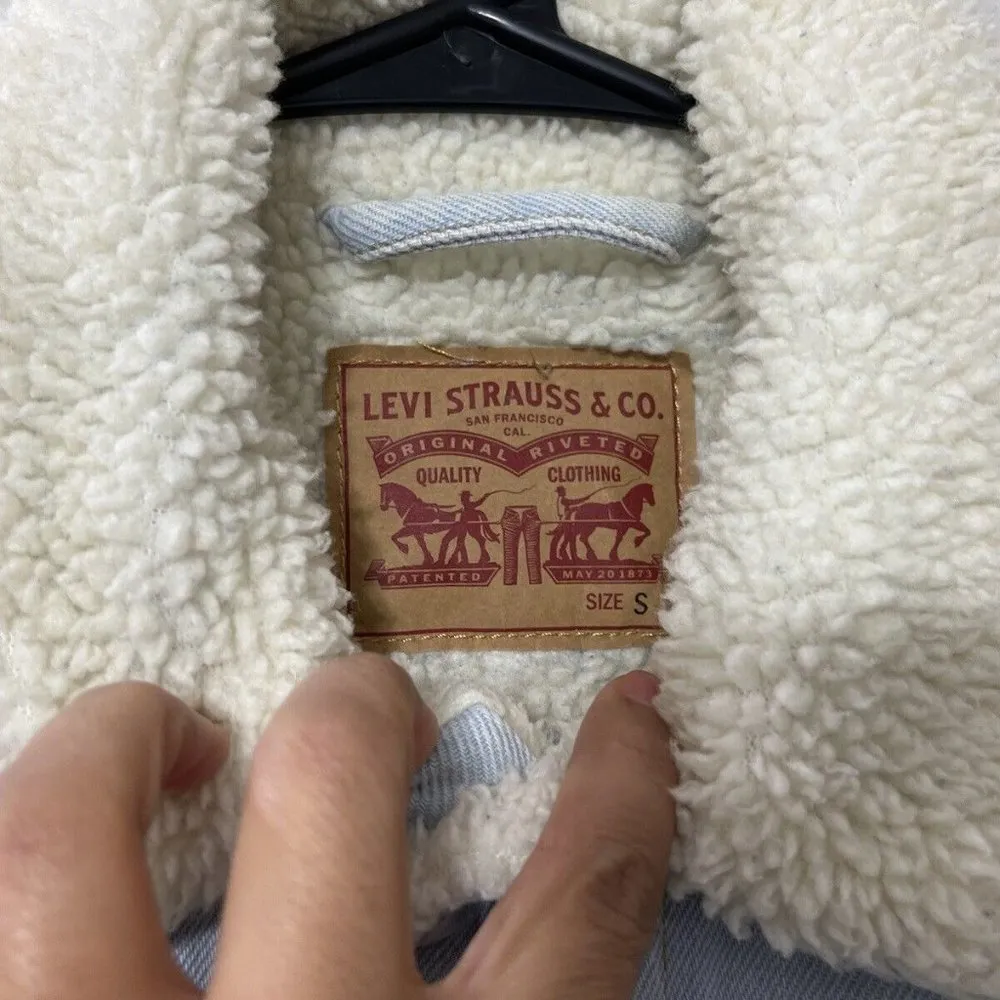 LEVI STRAUSS & CO.
SAN FRANCISCO
CAL.
ORIGINAL RIVETED
QUALITY CLOTHING
PATENTED MAY 20 1873
SIZE S